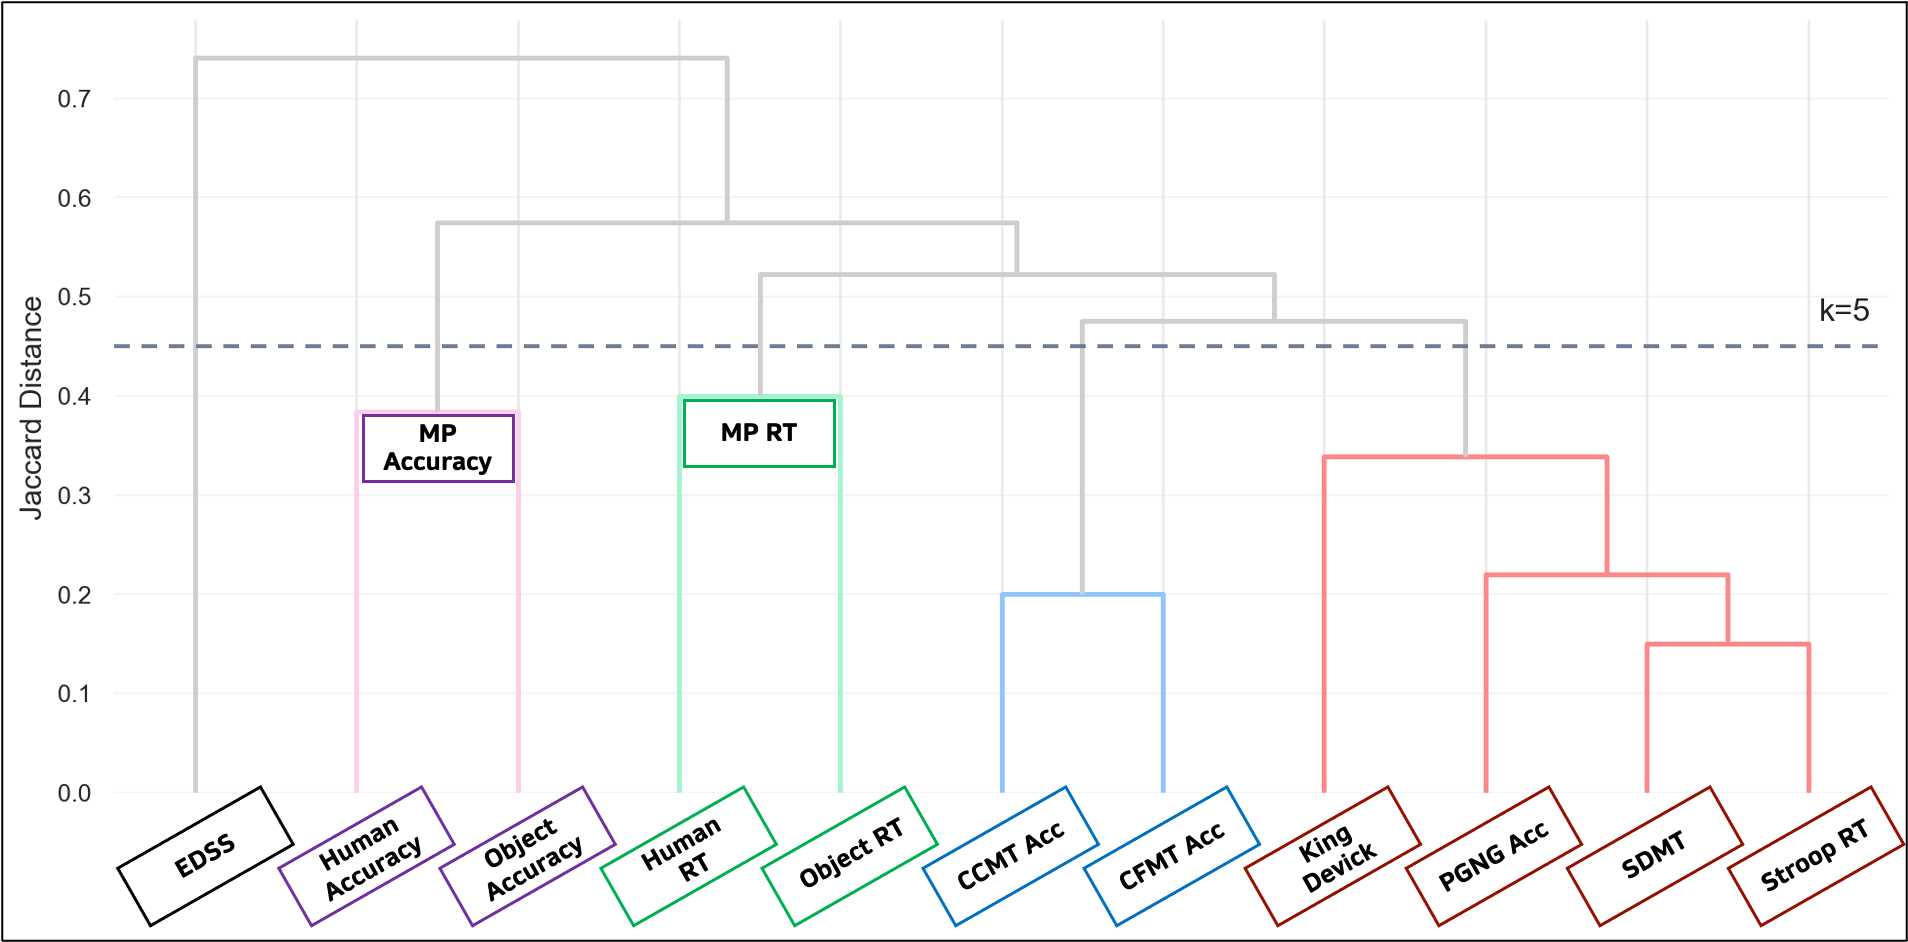 Jaccard Distance
0.7
0.6
0.5
0.4
0.3
0.2
0.1
0.0
k=5
MP
Accuracy
MP RT
EDSS
Human
Accuracy
Object
Accuracy
Human
RT
Object RT
CCMT Acc
CFMT Acc
King
Devick
PGNG Acc
SDMT
Stroop RT